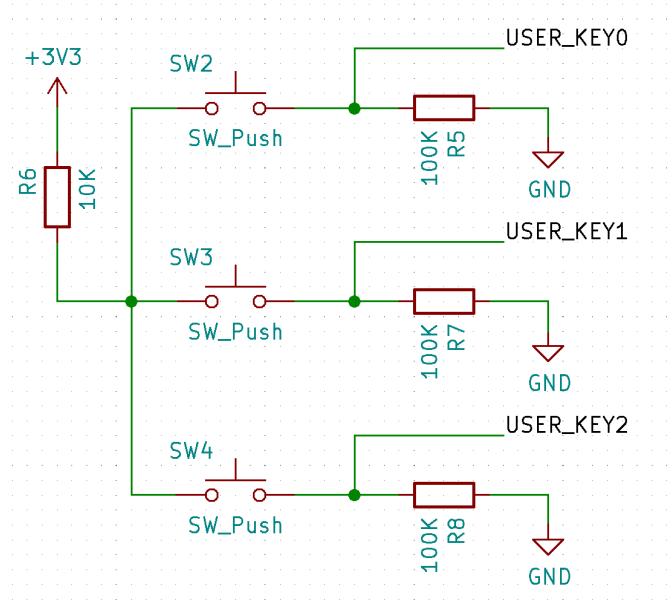 USER_KEY0
+3V3
SW2
SW_Push
R6
10K
100K
R5
GND
USER_KEY1
SW3
SW_Push
100K
R7
GND
USER_KEY2
SW4
SW_Push
100K
R8
GND